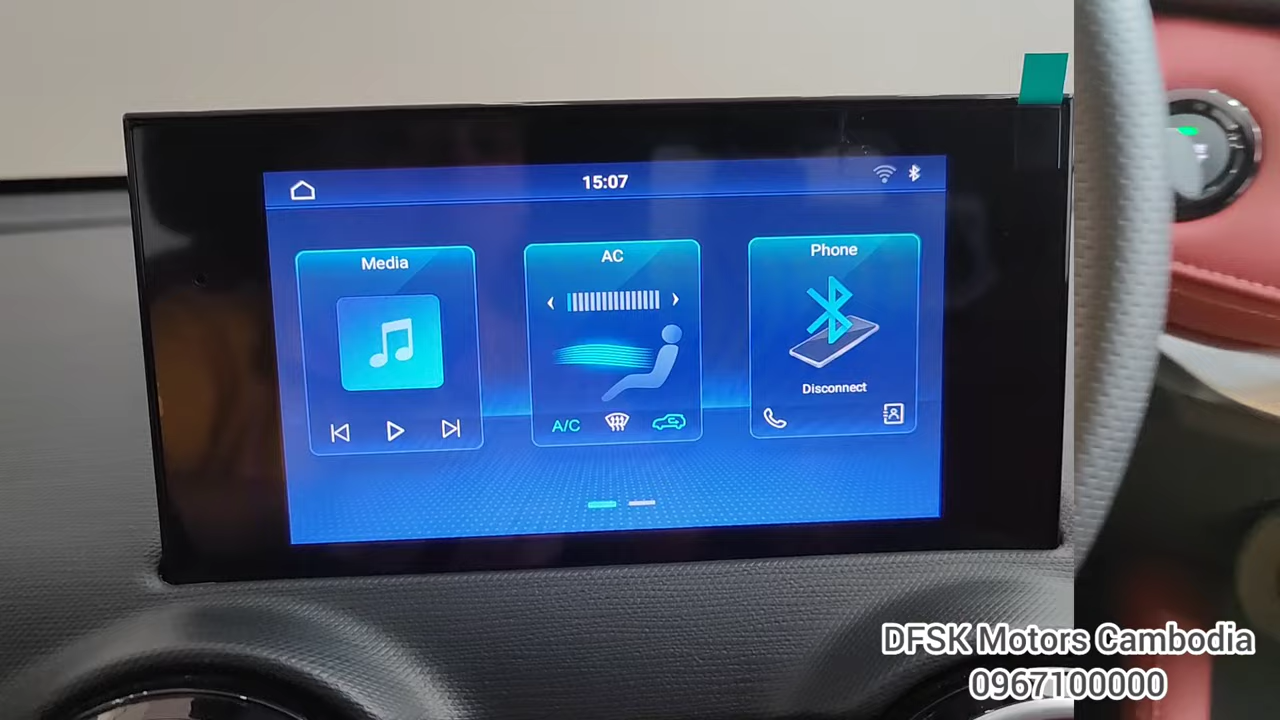 15:07
Media
AC
Phone
Disconnect
A/C
DFSK Motors Cambodia
0967100000